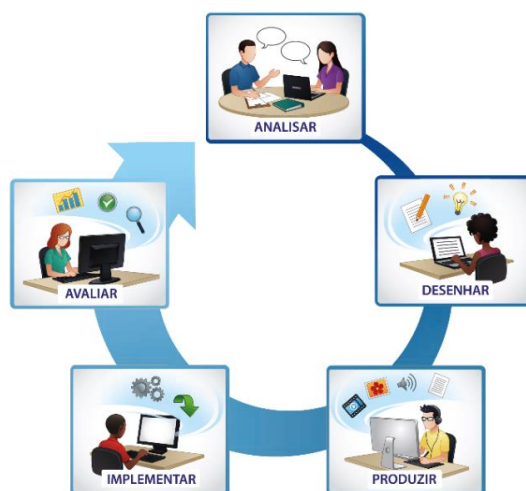 ANALISAR
DESENHAR
PRODUZIR
IMPLEMENTAR
AVALIAR